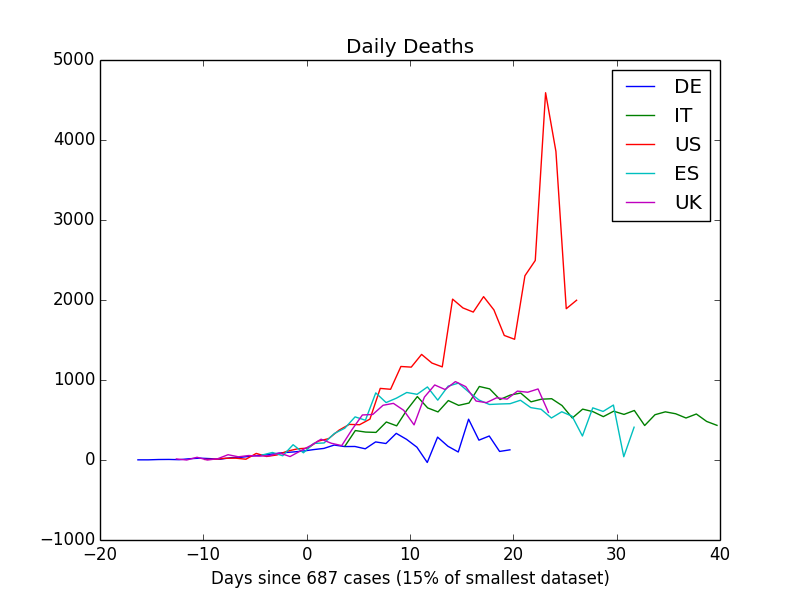 Daily Deaths
5000
4000
3000
2000
1000
0
−1000
−20
−10
0
10
20
30
40
Days since 687 cases (15% of smallest dataset)
DE
IT
US
ES
UK